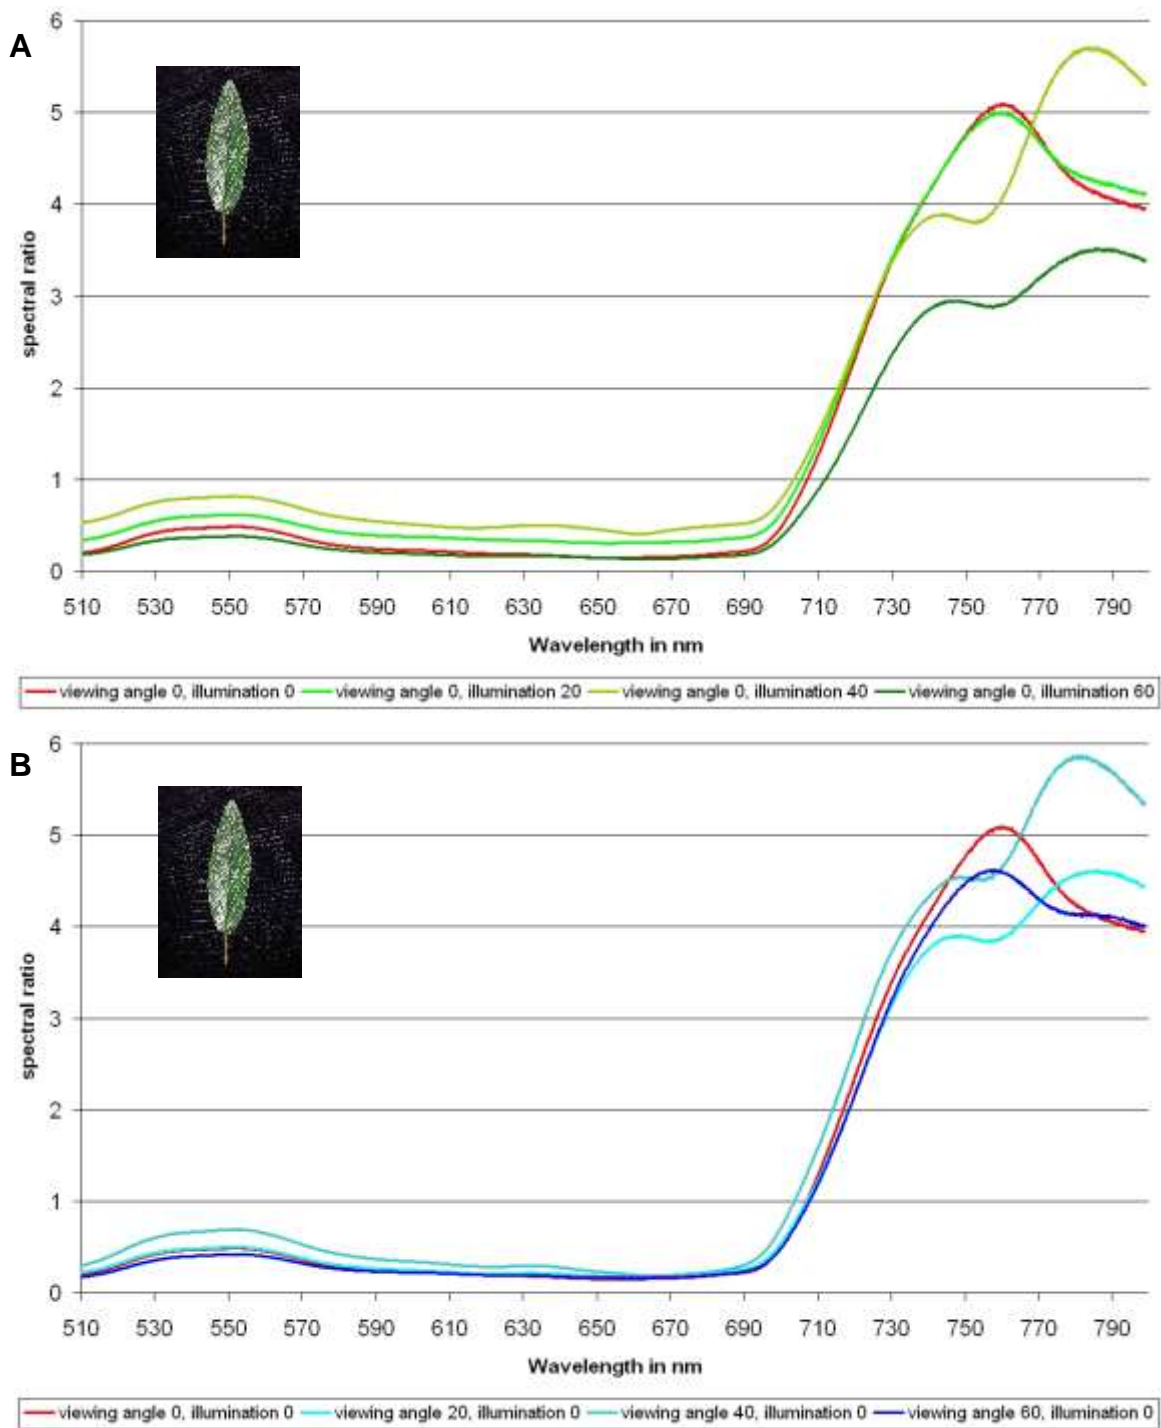 A
6
5
4
3
2
1
0
spectral ratio
510 530 550 570 590 610 630 650 670 690 710 730 750 770 790
Wavelength in nm
viewing angle 0, illumination 0 viewing angle 0, illumination 20 viewing angle 0, illumination 40 viewing angle 0, illumination 60
B
6
5
4
3
2
1
0
spectral ratio
510 530 550 570 590 610 630 650 670 690 710 730 750 770 790
Wavelength in nm
viewing angle 0, illumination 0 viewing angle 20, illumination 0 viewing angle 40, illumination 0 viewing angle 60, illumination 0